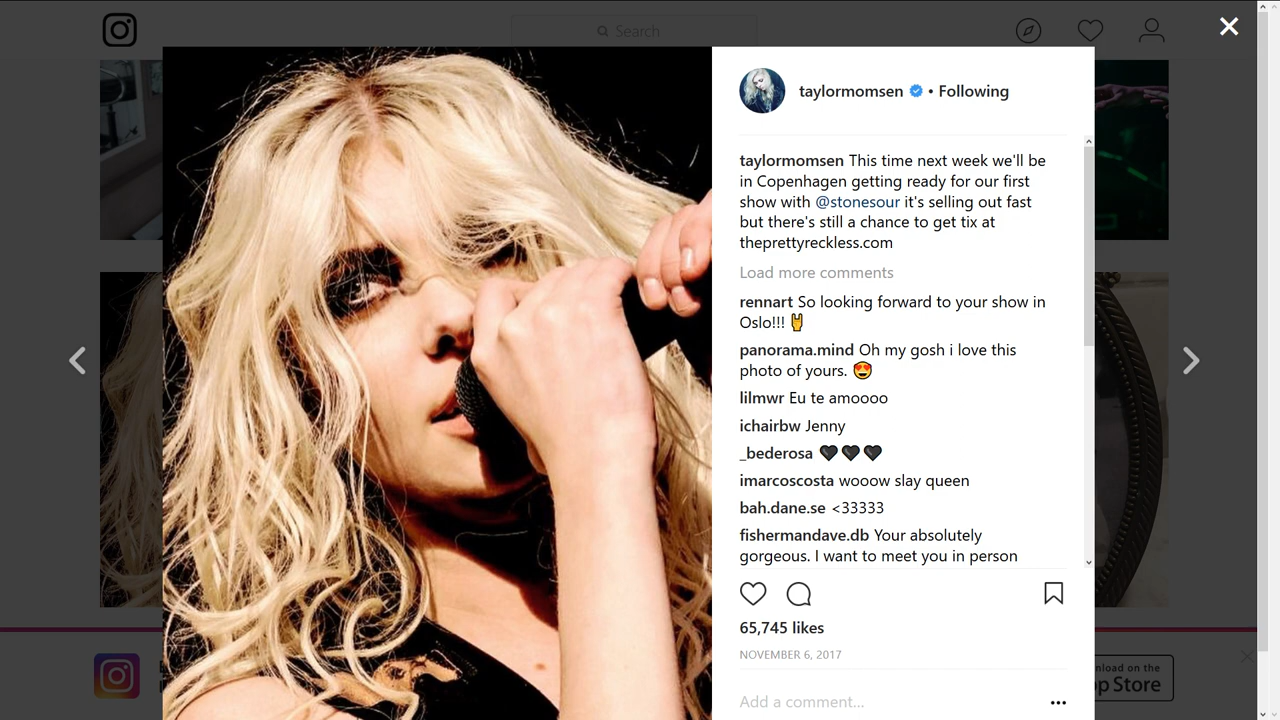 Search
taylormomsen • Following
taylormomsen This time next week we'll be
in Copenhagen getting ready for our first
show with @stonesour it's selling out fast
but there's still a chance to get tix at
theprettyreckless.com
Load more comments
rennart So looking forward to your show in
Oslo!!! 🤘
panorama.mind Oh my gosh i love this
photo of yours. 😍
lilmwr Eu te amoooo
ichairbw Jenny
_bederosa 🖤🖤🖤
imarcoscosta wooow slay queen
bah.dane.se <33333
fishermandave.db Your absolutely
gorgeous. I want to meet you in person
65,745 likes
NOVEMBER 6, 2017
nload on the
pp Store
Add a comment...